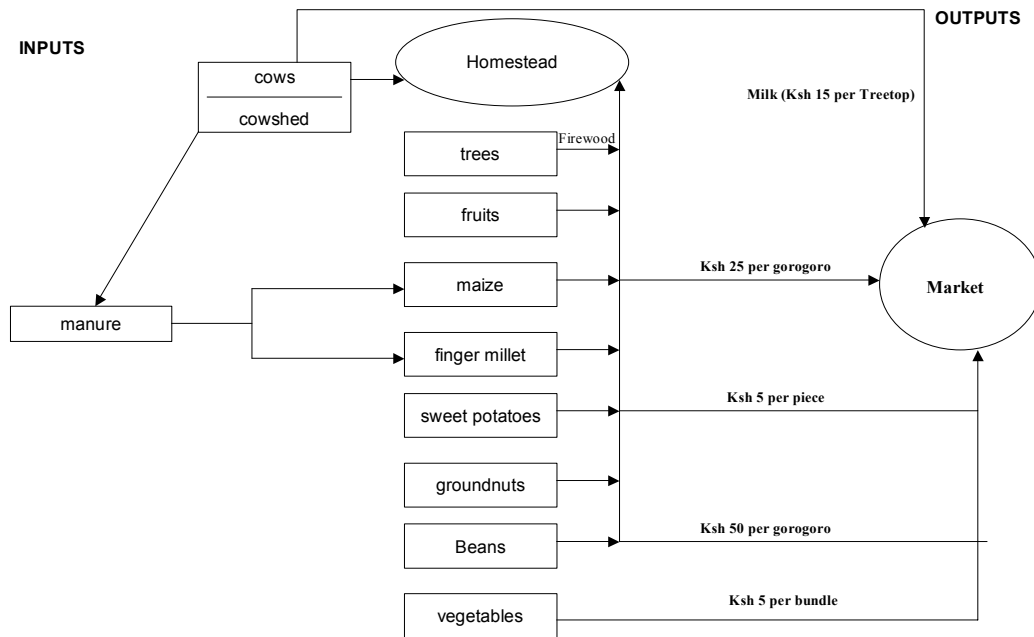 OUTPUTS
INPUTS
Homestead
cows
cowshed
Milk (Ksh 15 per Treetop)
Firewood
trees
fruits
Ksh 25 per gorogoro
maize
Market
manure
finger millet
Ksh 5 per piece
sweet potatoes
groundnuts
Ksh 50 per gorogoro
Beans
Ksh 5 per bundle
vegetables